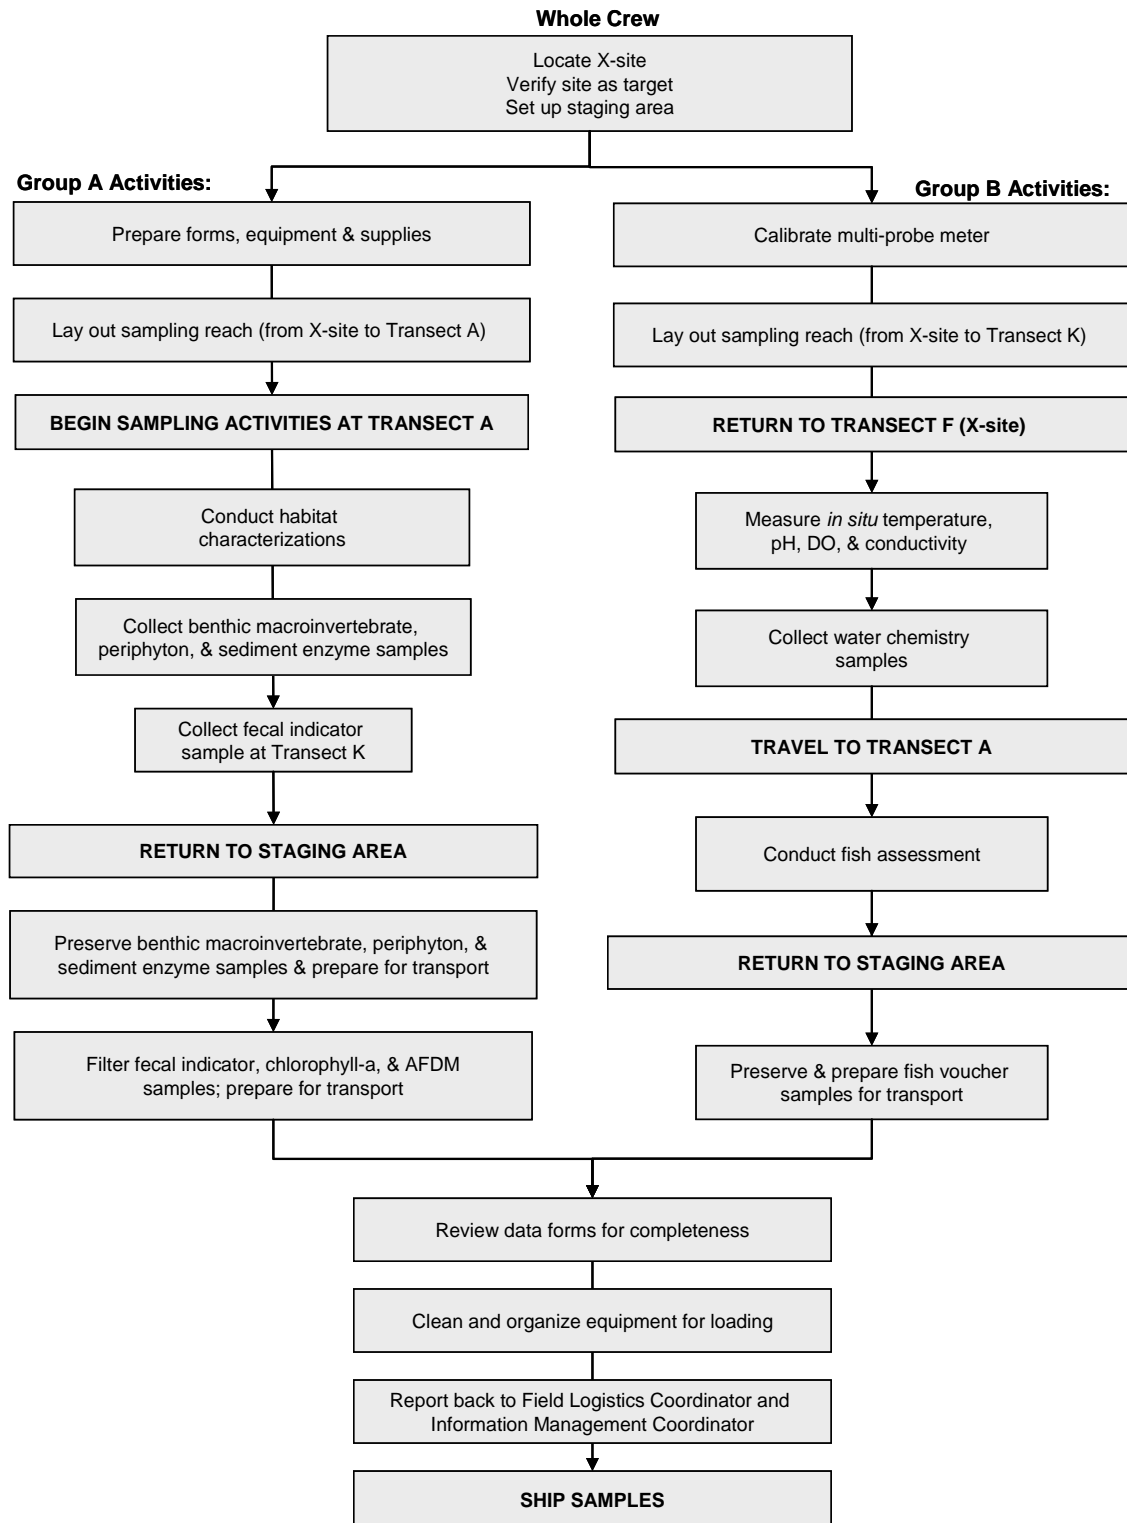 Whole Crew
Locate X-site
Verify site as target
Set up staging area
Group A Activities:
Prepare forms, equipment & supplies
Lay out sampling reach (from X-site to Transect A)
BEGIN SAMPLING ACTIVITIES AT TRANSECT A
Conduct habitat
characterizations
Collect benthic macroinvertebrate,
periphyton, & sediment enzyme samples
Collect fecal indicator
sample at Transect K
RETURN TO STAGING AREA
Preserve benthic macroinvertebrate, periphyton, &
sediment enzyme samples & prepare for transport
Filter fecal indicator, chlorophyll-a, & AFDM
samples; prepare for transport
Group B Activities:
Calibrate multi-probe meter
Lay out sampling reach (from X-site to Transect K)
RETURN TO TRANSECT F (X-site)
Measure in situ temperature,
pH, DO, & conductivity
Collect water chemistry
samples
TRAVEL TO TRANSECT A
Conduct fish assessment
RETURN TO STAGING AREA
Preserve & prepare fish voucher
samples for transport
Review data forms for completeness
Clean and organize equipment for loading
Report back to Field Logistics Coordinator and
Information Management Coordinator
SHIP SAMPLES